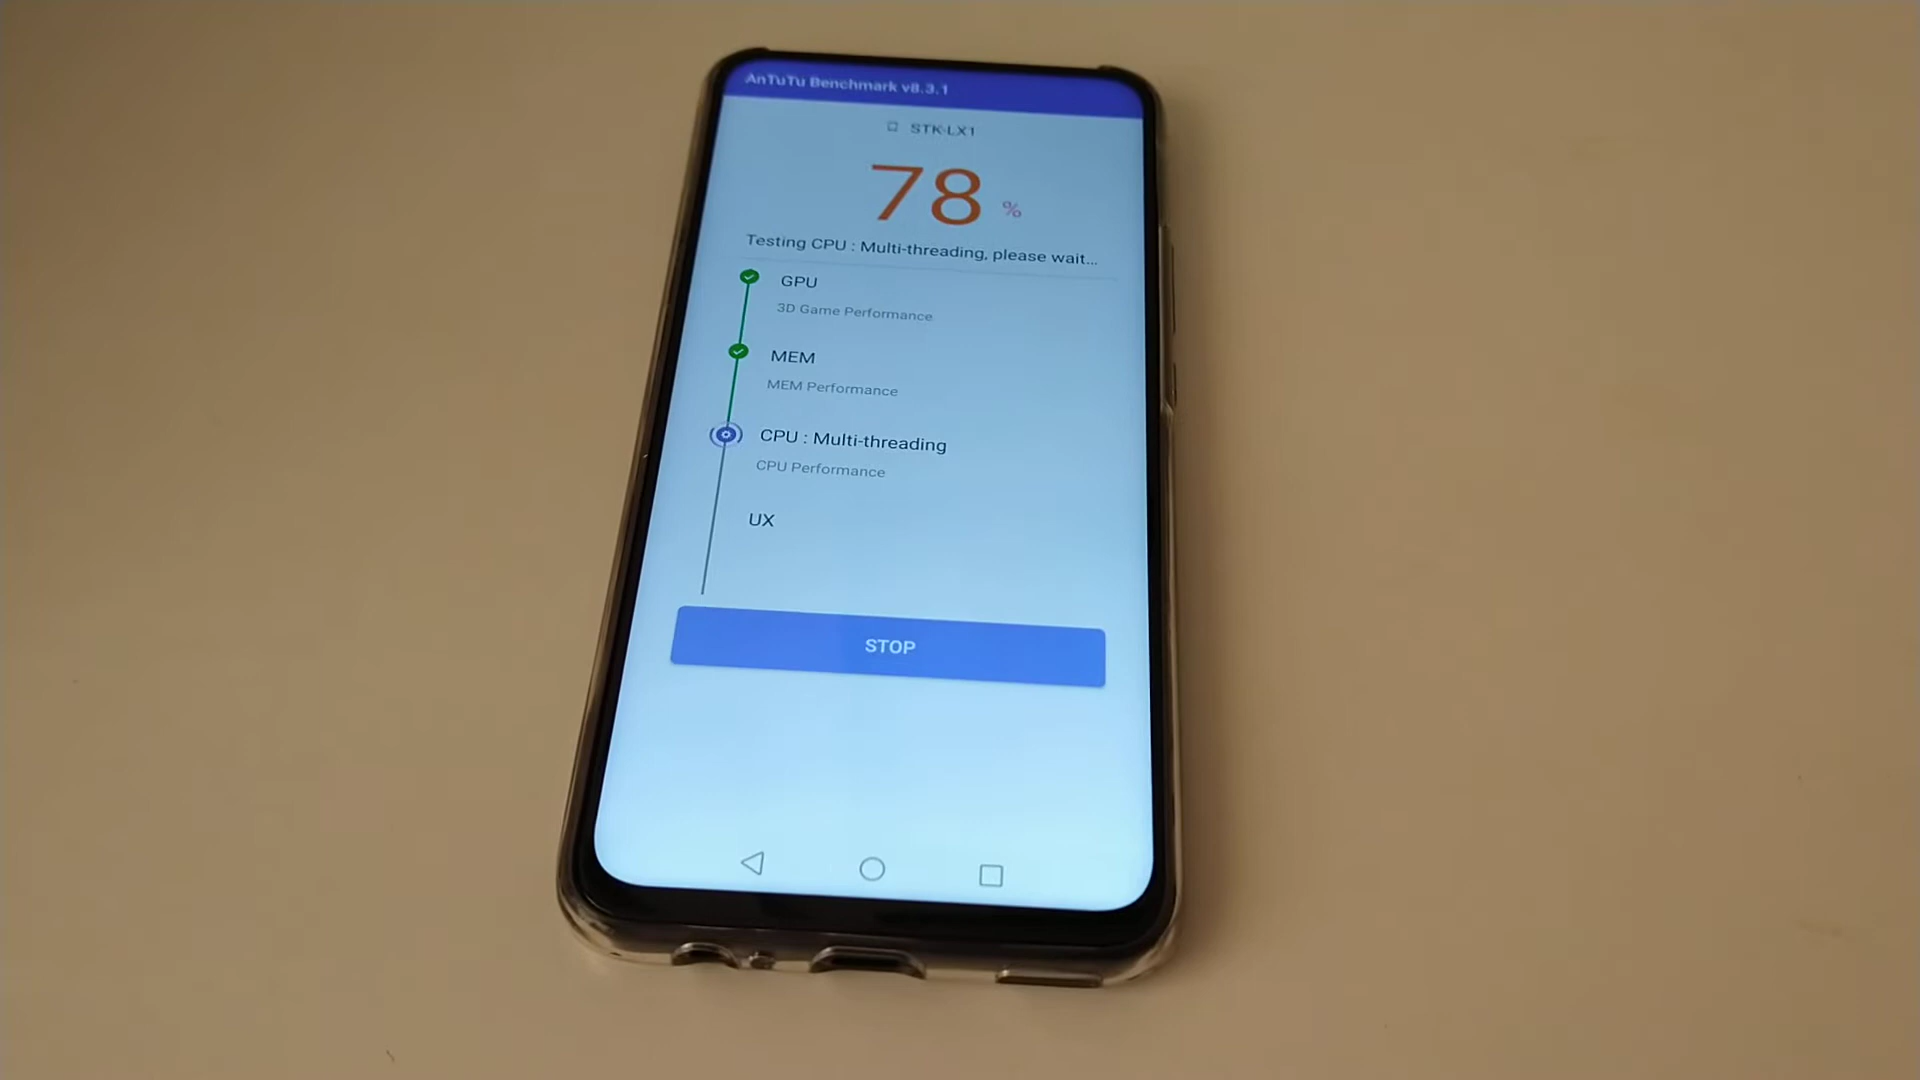 AnTuTu Benchmark v8.3.1
STK-LX1
78 %
Testing CPU : Multi-threading, please wait...
GPU
3D Game Performance
MEM
MEM Performance
CPU : Multi-threading
CPU Performance
UX
STOP